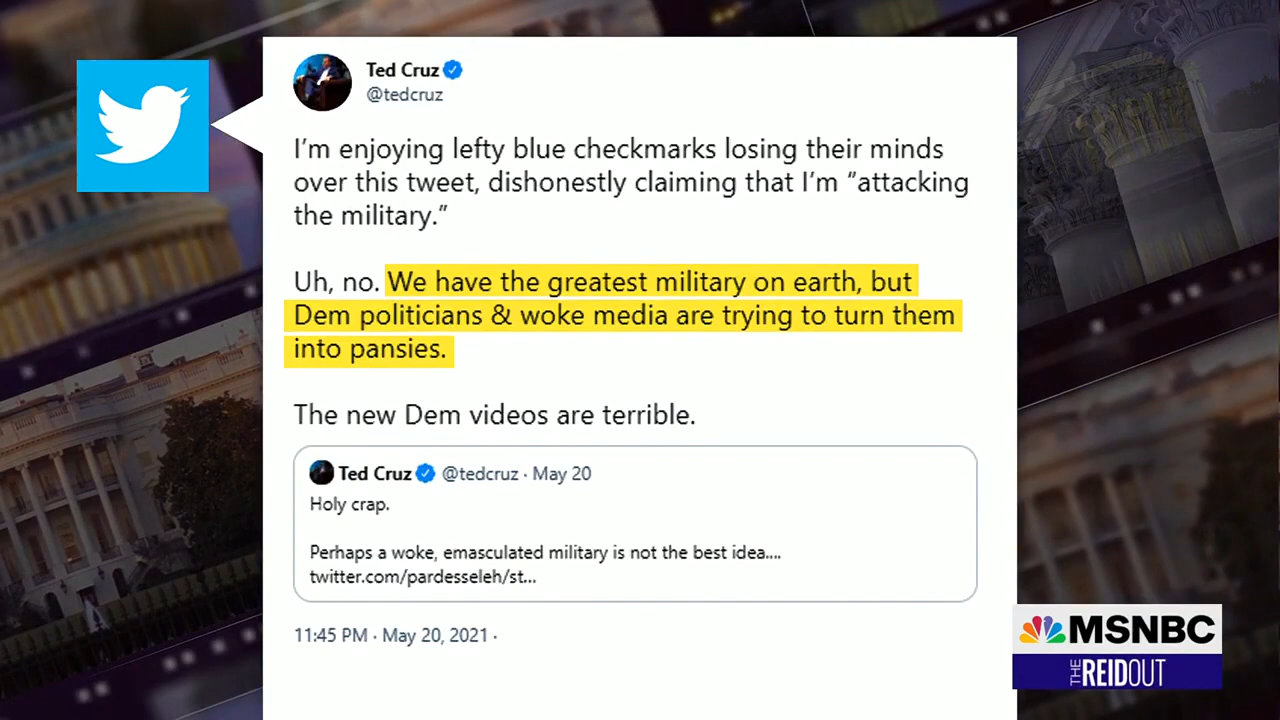 Ted Cruz
@tedcruz
I'm enjoying lefty blue checkmarks losing their minds
over this tweet, dishonestly claiming that I'm “attacking
the military.”
Uh, no. We have the greatest military on earth, but
Dem politicians & woke media are trying to turn them
into pansies.
The new Dem videos are terrible.
Ted Cruz @tedcruz · May 20
Holy crap.
Perhaps a woke, emasculated military is not the best idea....
twitter.com/pardesseleh/st...
11:45 PM · May 20, 2021 ·
MSNBC
THE REIDOUT